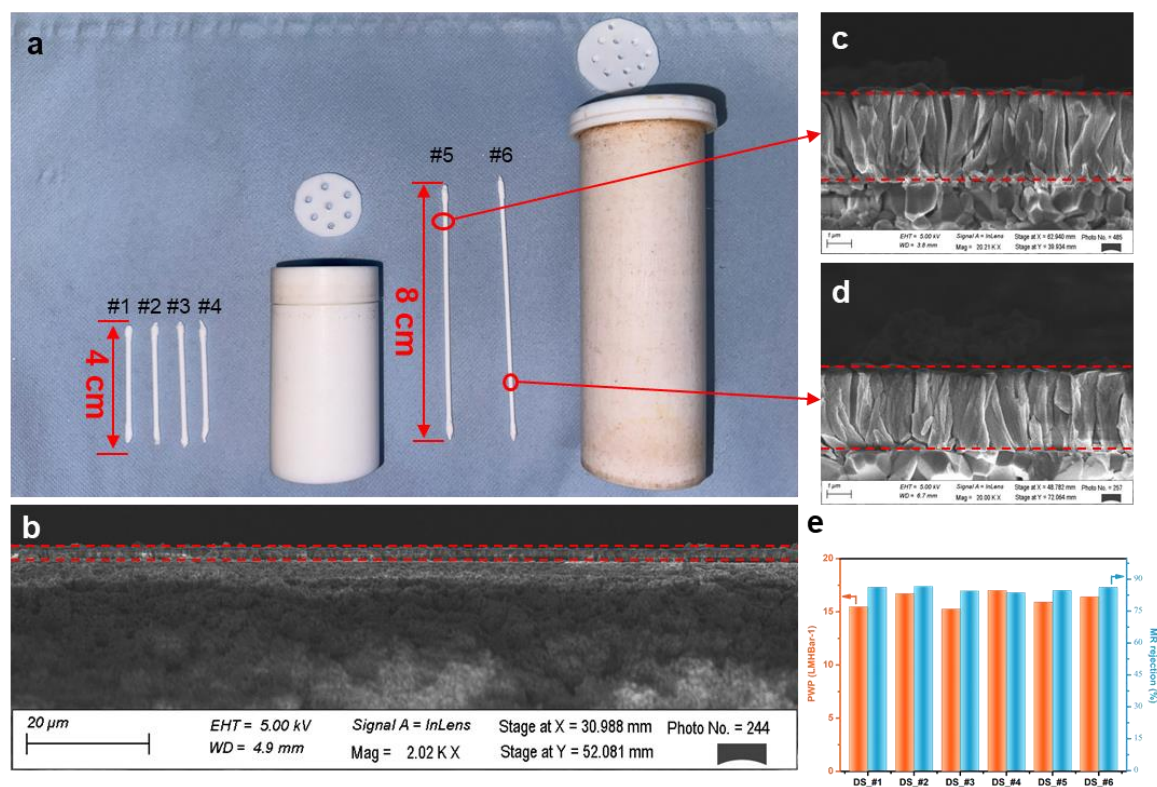 a
#1 #2 #3 #4
4 cm
#5
#6
8 cm
c
1 µm
EHT = 5.00 kV
WD = 3.8 mm
Signal A = InLens
Mag = 20.21 K X
Stage at X = 62.940 mm
Stage at Y = 39.934 mm
Photo No. = 485
d
1 µm
EHT = 5.00 kV
WD = 6.7 mm
Signal A = InLens
Mag = 20.00 K X
Stage at X = 48.782 mm
Stage at Y = 72.064 mm
Photo No. = 297
b
20 µm
EHT = 5.00 kV
WD = 4.9 mm
Signal A = InLens
Mag = 2.02 K X
Stage at X = 30.988 mm
Stage at Y = 52.081 mm
Photo No. = 244
e
PWP (LMHBar-1)
20
15
10
5
0
MR rejection (%)
90
75
60
45
30
15
0
DS_#1 DS_#2 DS_#3 DS_#4 DS_#5 DS_#6